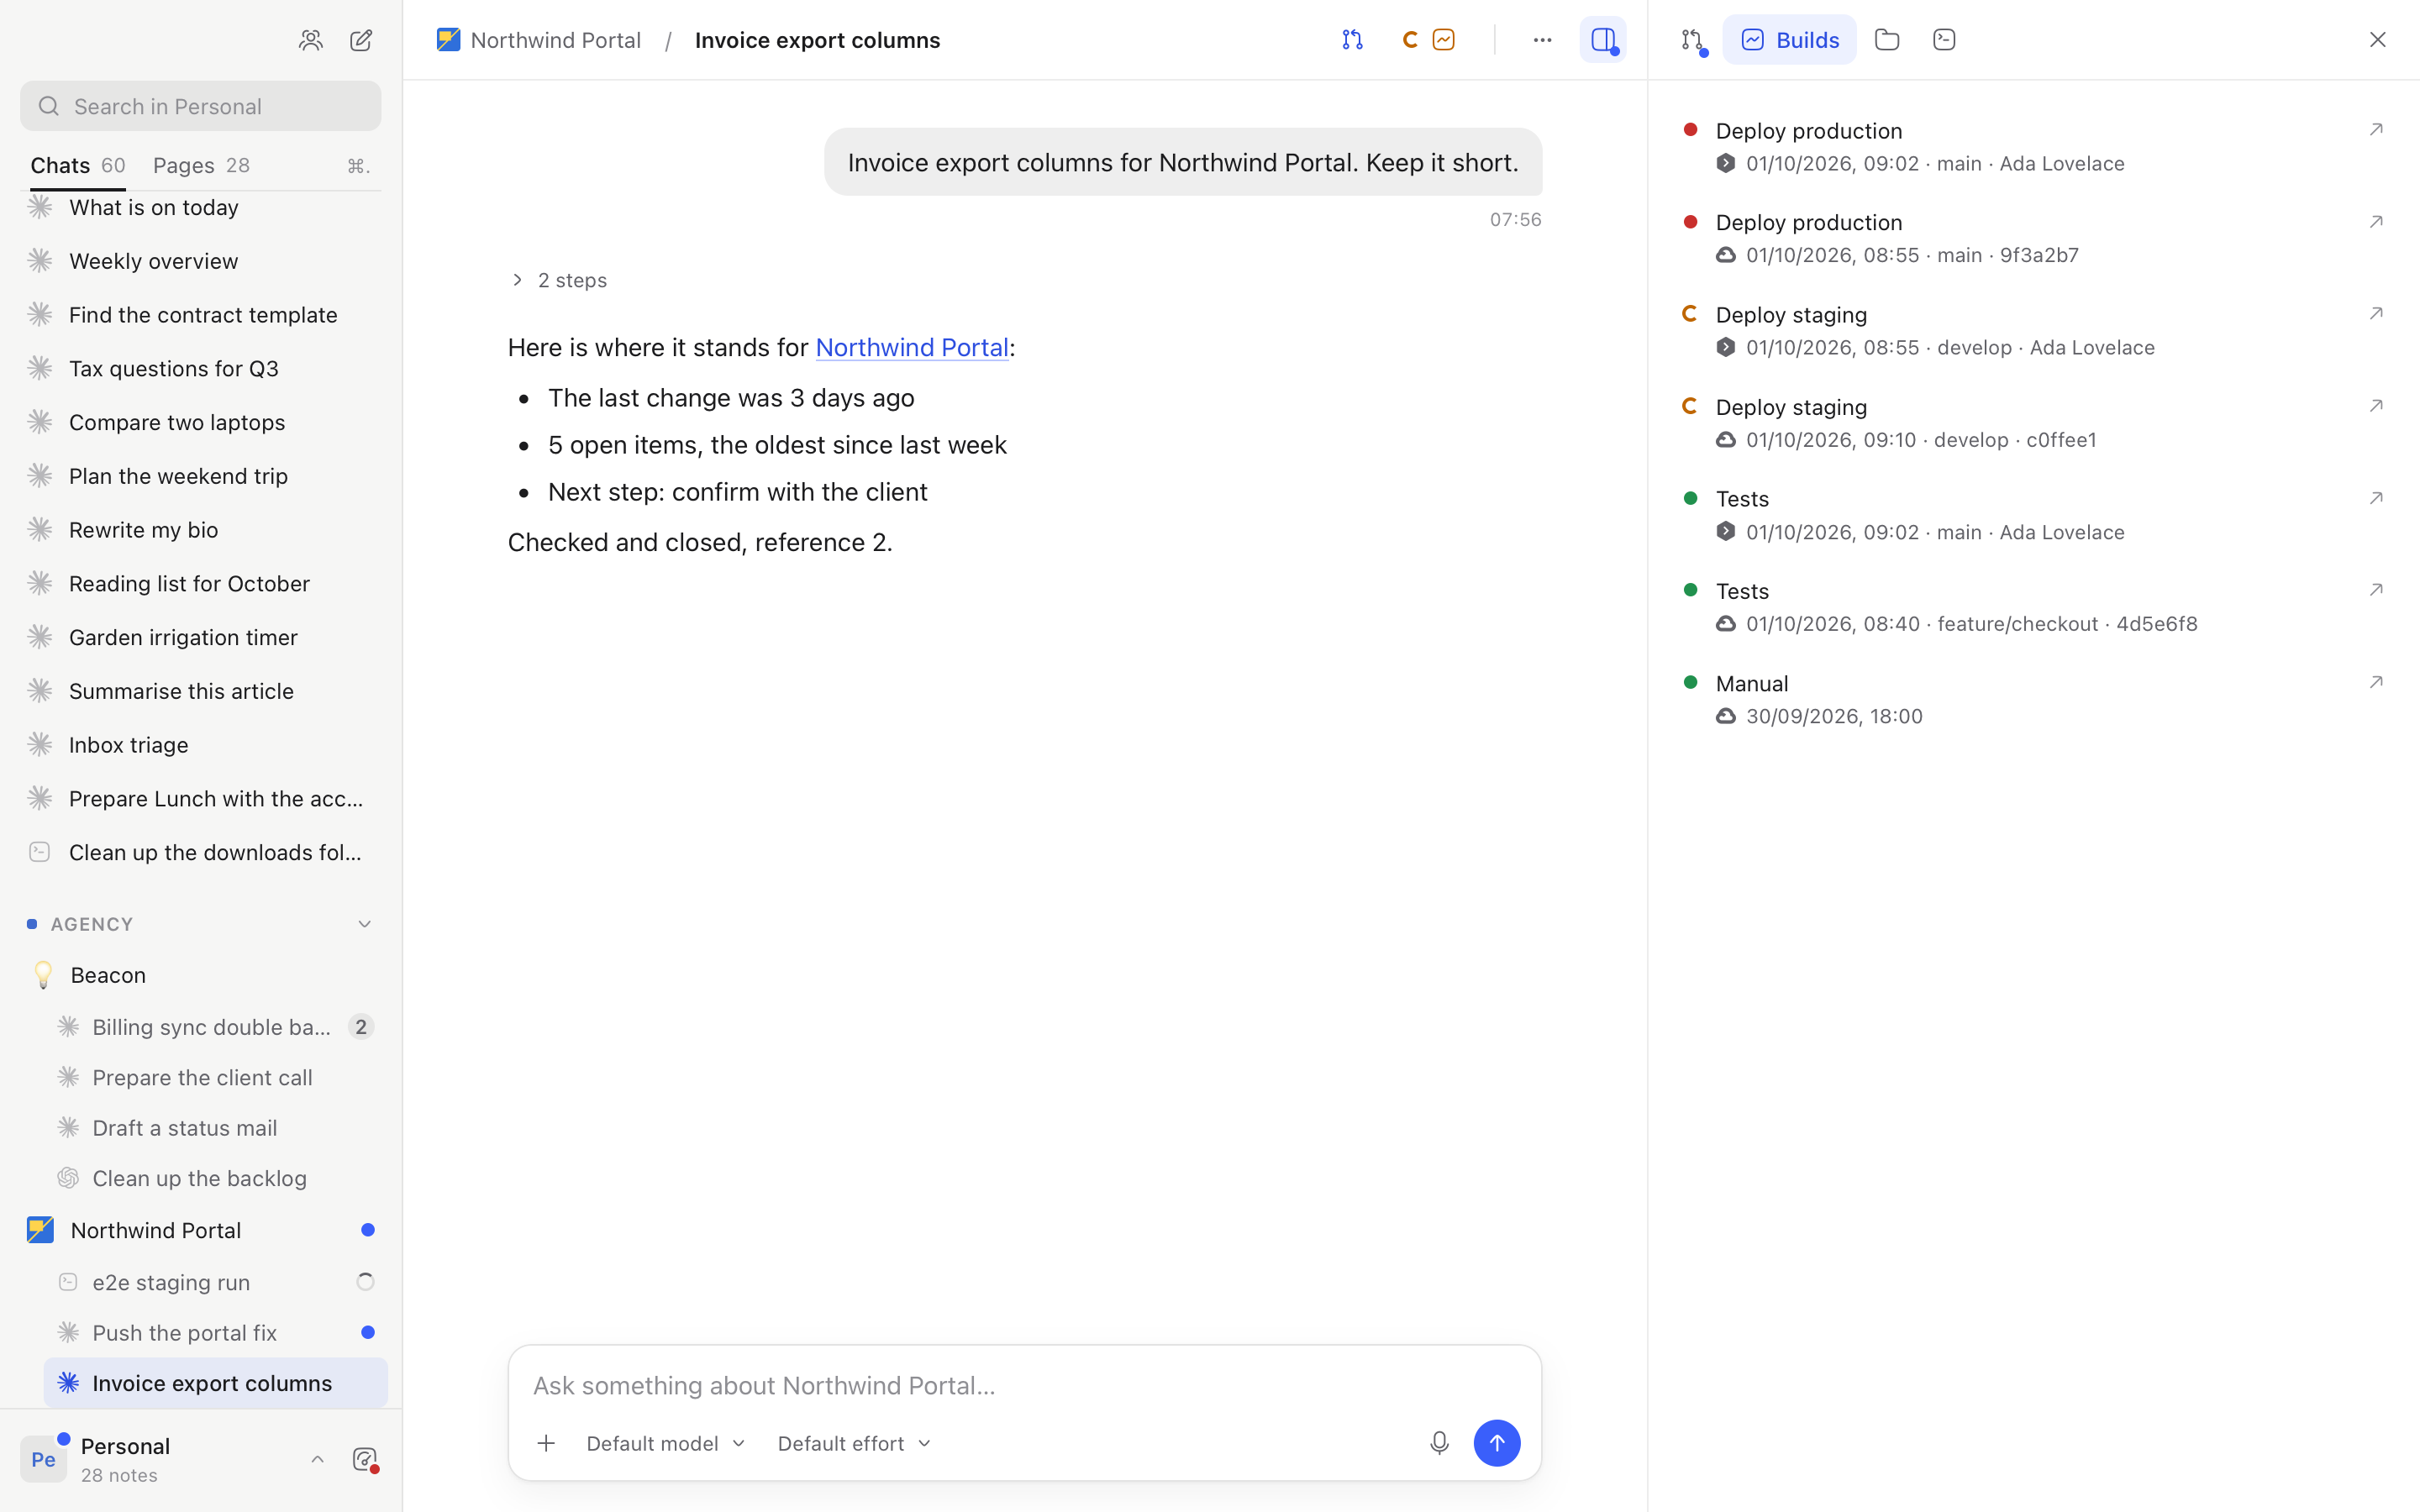 Search in Personal
Chats 60 Pages 28 ⌘.
What is on today
Weekly overview
Find the contract template
Tax questions for Q3
Compare two laptops
Plan the weekend trip
Rewrite my bio
Reading list for October
Garden irrigation timer
Summarise this article
Inbox triage
Prepare Lunch with the acc...
Clean up the downloads fol...
AGENCY
Beacon
Billing sync double ba... 2
Prepare the client call
Draft a status mail
Clean up the backlog
Northwind Portal
e2e staging run
Push the portal fix
Invoice export columns
Pe
Personal
28 notes
Northwind Portal / Invoice export columns
Invoice export columns for Northwind Portal. Keep it short.
07:56
2 steps
Here is where it stands for Northwind Portal:
• The last change was 3 days ago
• 5 open items, the oldest since last week
• Next step: confirm with the client
Checked and closed, reference 2.
Ask something about Northwind Portal...
Default model Default effort
Builds
Deploy production
01/10/2026, 09:02 · main · Ada Lovelace
Deploy production
01/10/2026, 08:55 · main · 9f3a2b7
Deploy staging
01/10/2026, 08:55 · develop · Ada Lovelace
Deploy staging
01/10/2026, 09:10 · develop · c0ffee1
Tests
01/10/2026, 09:02 · main · Ada Lovelace
Tests
01/10/2026, 08:40 · feature/checkout · 4d5e6f8
Manual
30/09/2026, 18:00